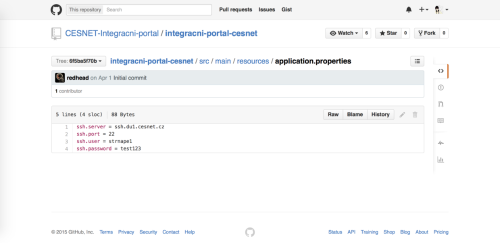 This repository Search
Pull requests Issues Gist
CESNET-Integracni-portal / integracni-portal-cesnet
Watch 6 Star 0 Fork 0
Tree: 5f5ba5f75b integracni-portal-cesnet / src / main / resources / application.properties
redhead on Apr 1 Initial commit
1 contributor
5 lines (4 sloc) 88 Bytes
Raw Blame History
1 ssh.server = ssh.du1.cesnet.cz
2 ssh.port = 22
3 ssh.user = strnape1
4 ssh.password = test123
© 2015 GitHub, Inc. Terms Privacy Security Contact Help
Status API Training Shop Blog About Pricing